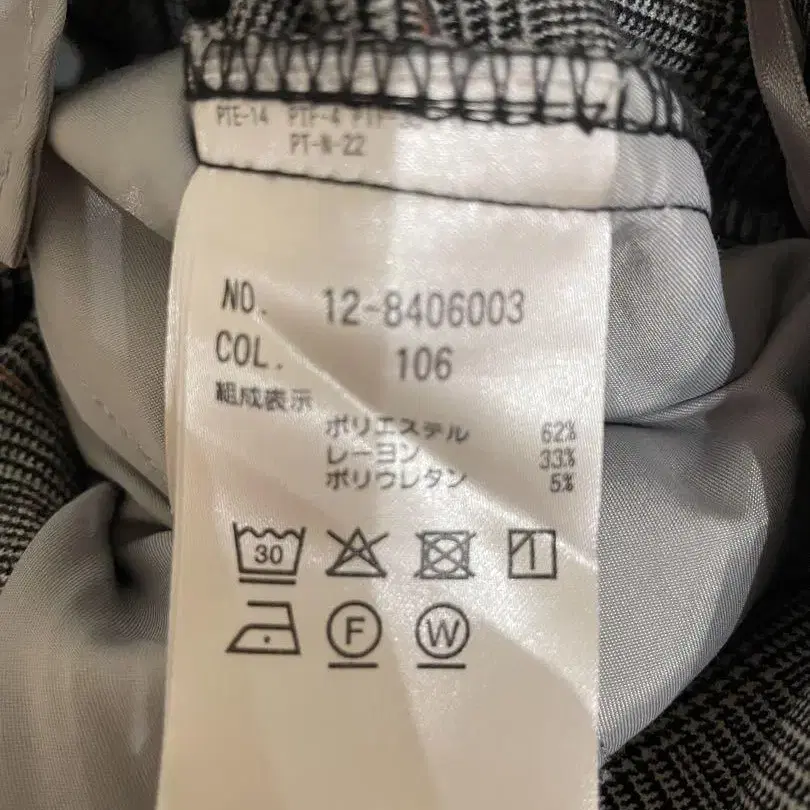 PTE-14 PTF-4
PT-N-22
NO. 12-8406003
COL. 106
組成表示
ポリエステル 62%
レーヨン 33%
ポリウレタン 5%
30
F W